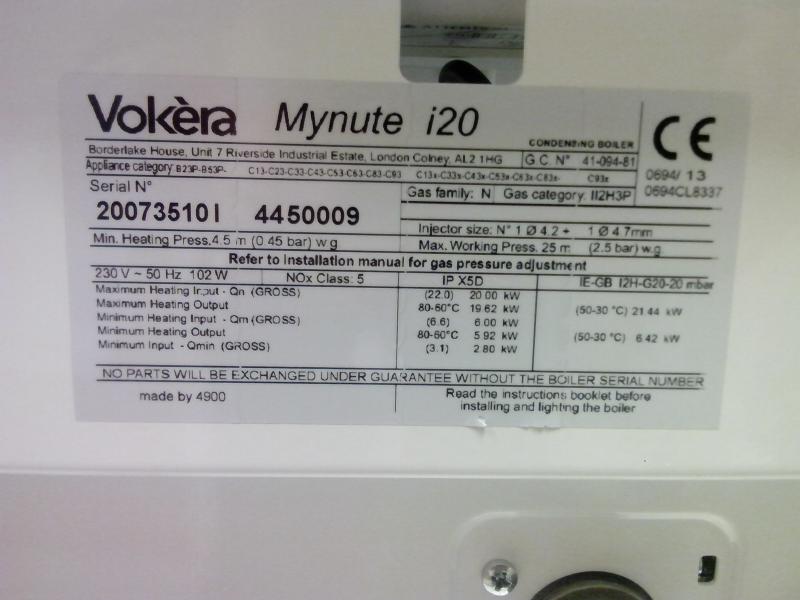 Vokèra Mynute i20
CONDENSING BOILER
Borderlake House, Unit 7 Riverside Industrial Estate, London Colney, AL2 1HG G.C. N° 41-094-81
Appliance category B23P-B53P- C13-C23-C33-C43-C53-C63-C83-C93 C13x-C33x-C43x-C53x-C63x-C83x- C93x
0694/ 13
0694CL8337
Serial N°
Gas family: N Gas category: II2H3P
20073510I 4450009
Injector size: N° 1 Ø 4.2 + 1 Ø 4.7mm
Min. Heating Press.4.5 m (0.45 bar) w.g Max. Working Press. 25 m (2.5 bar) w.g.
Refer to Installation manual for gas pressure adjustment
230 V ~ 50 Hz 102 W NOx Class: 5 IP X5D IE-GB I2H-G20-20 mbar
Maximum Heating Input - Qn (GROSS) (22.0) 20.00 kW
Maximum Heating Output 80-60°C 19.62 kW (50-30 °C) 21.44 kW
Minimum Heating Input - Qm (GROSS) (6.6) 6.00 kW
Minimum Heating Output 80-60°C 5.92 kW (50-30 °C) 6.42 kW
Minimum Input - Qmin (GROSS) (3.1) 2.80 kW
NO PARTS WILL BE EXCHANGED UNDER GUARANTEE WITHOUT THE BOILER SERIAL NUMBER
made by 4900
Read the instructions booklet before
installing and lighting the boiler